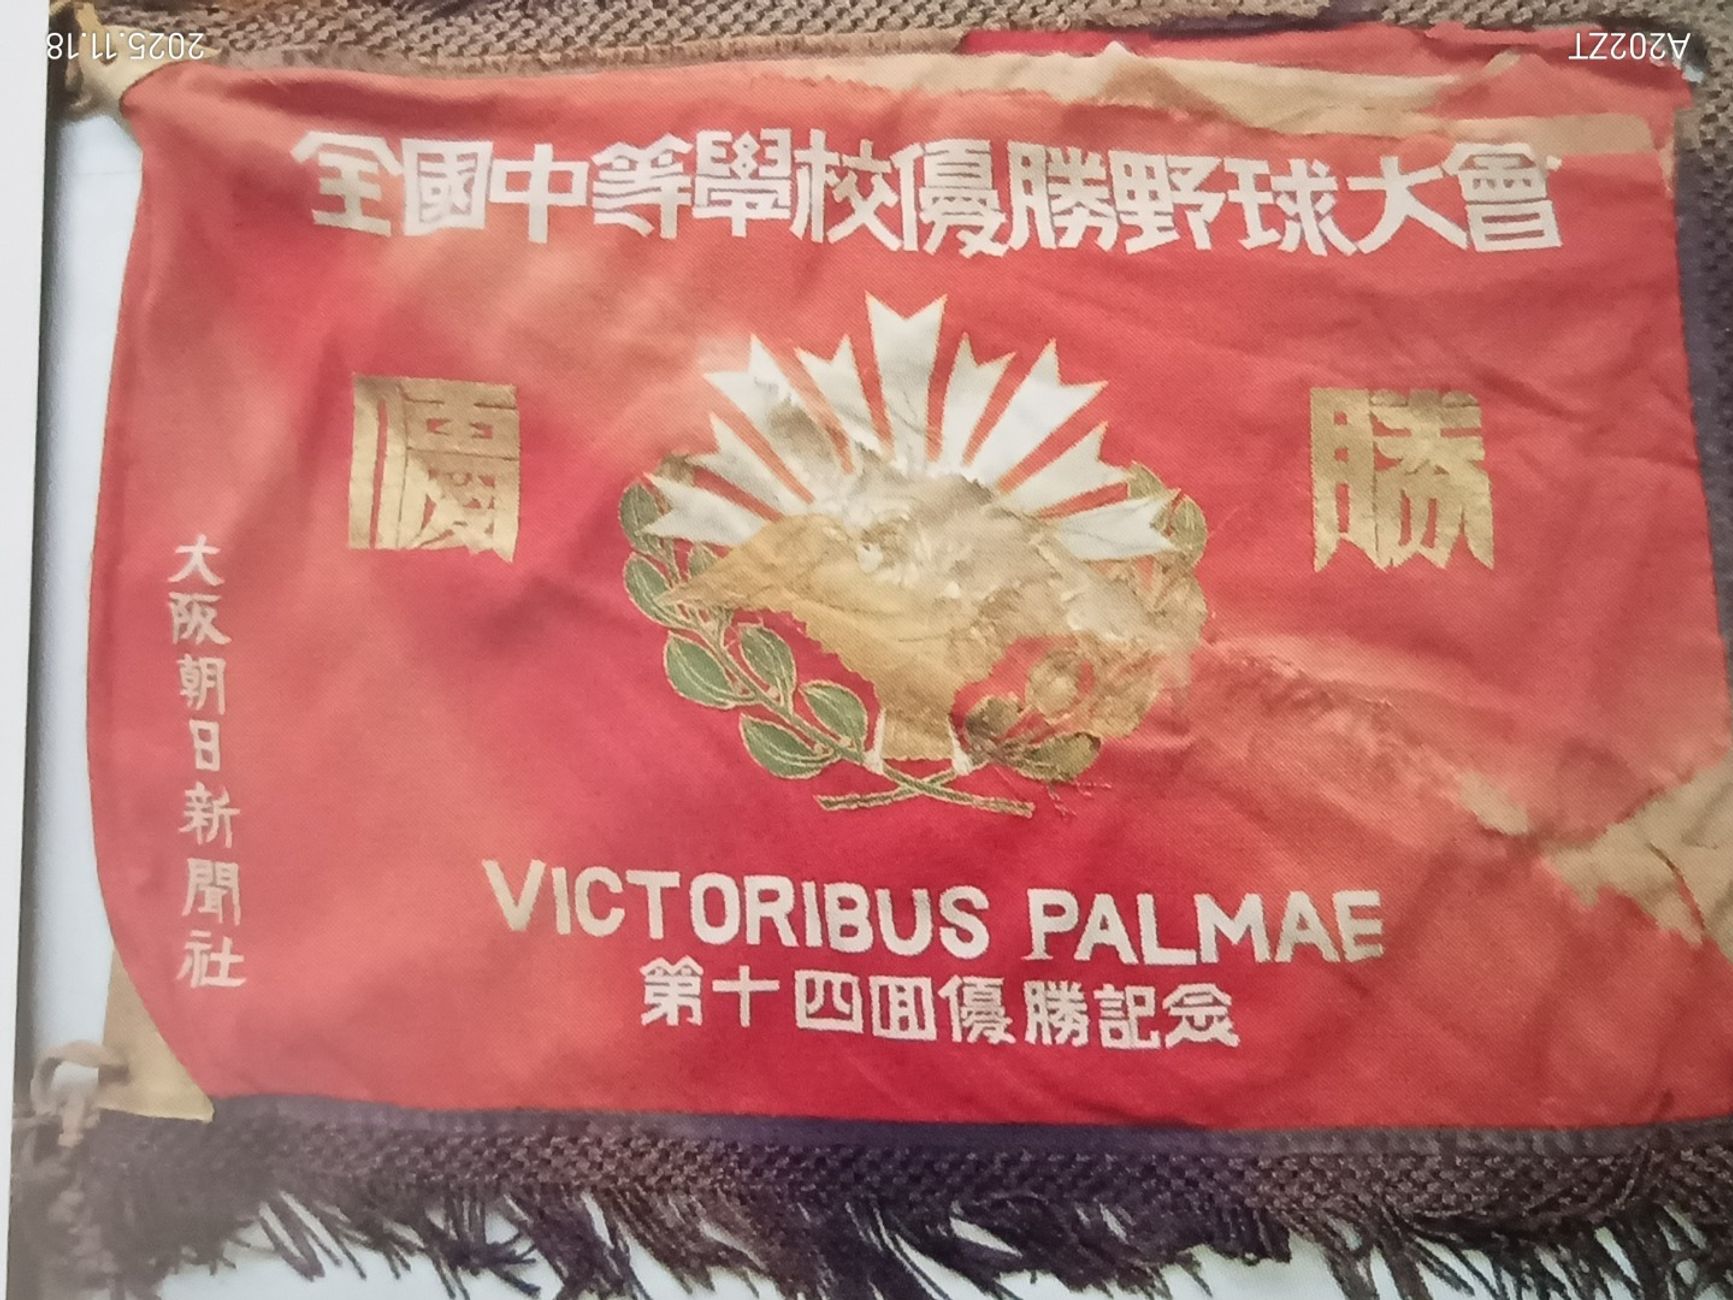 全國中等學校優勝野球大會
優勝
大阪朝日新聞社
VICTORIBUS PALMAE
第十四回優勝記念
2025.11.18
A202ZT